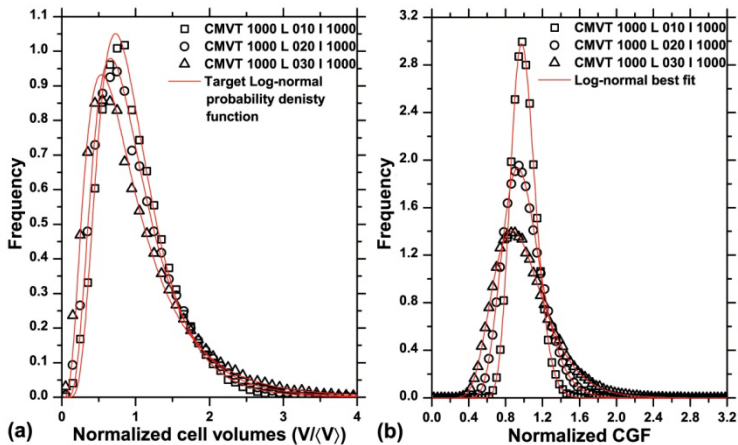 CMVT 1000 L 010 I 1000
CMVT 1000 L 020 I 1000
CMVT 1000 L 030 I 1000
Target Log-normal
probability denisty
function
Frequency
1.1
1.0
0.9
0.8
0.7
0.6
0.5
0.4
0.3
0.2
0.1
0.0
0 1 2 3 4
(a) Normalized cell volumes (V/⟨V⟩)
CMVT 1000 L 010 I 1000
CMVT 1000 L 020 I 1000
CMVT 1000 L 030 I 1000
Log-normal best fit
Frequency
3.2
2.8
2.4
2.0
1.6
1.2
0.8
0.4
0.0
0.0 0.4 0.8 1.2 1.6 2.0 2.4 2.8 3.2
(b) Normalized CGF